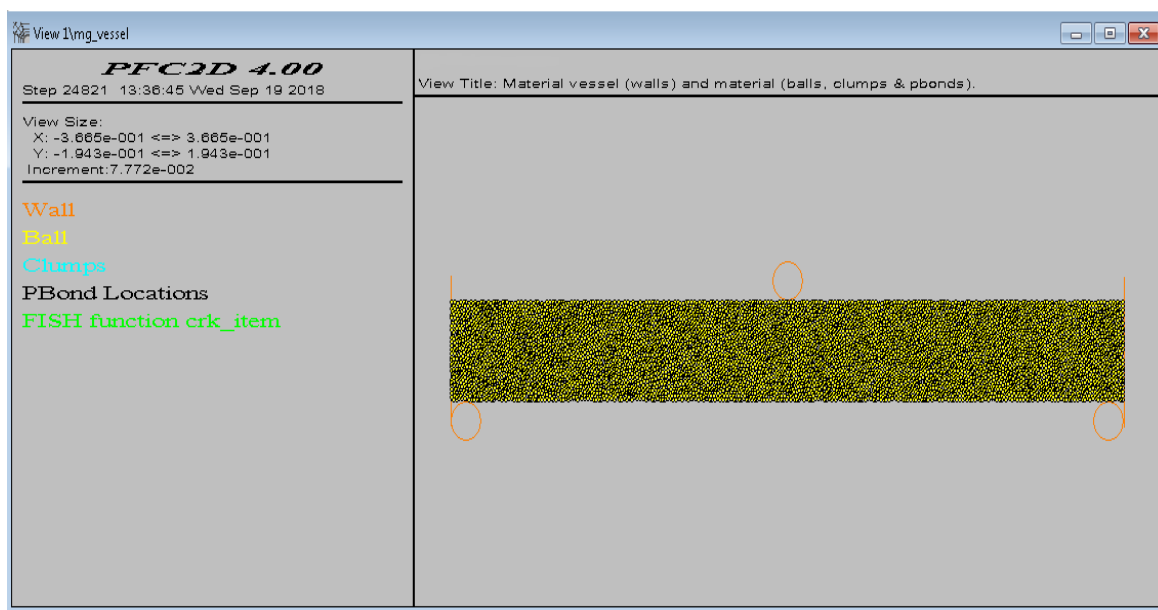 View 1\mg_vessel
PFC2D 4.00
Step 24821 13:36:45 Wed Sep 19 2018
View Size:
X: -3.665e-001 <=> 3.665e-001
Y: -1.943e-001 <=> 1.943e-001
Increment:7.772e-002
Wall
Ball
Clumps
PBond Locations
FISH function crk_item
View Title: Material vessel (walls) and material (balls, clumps & pbonds).